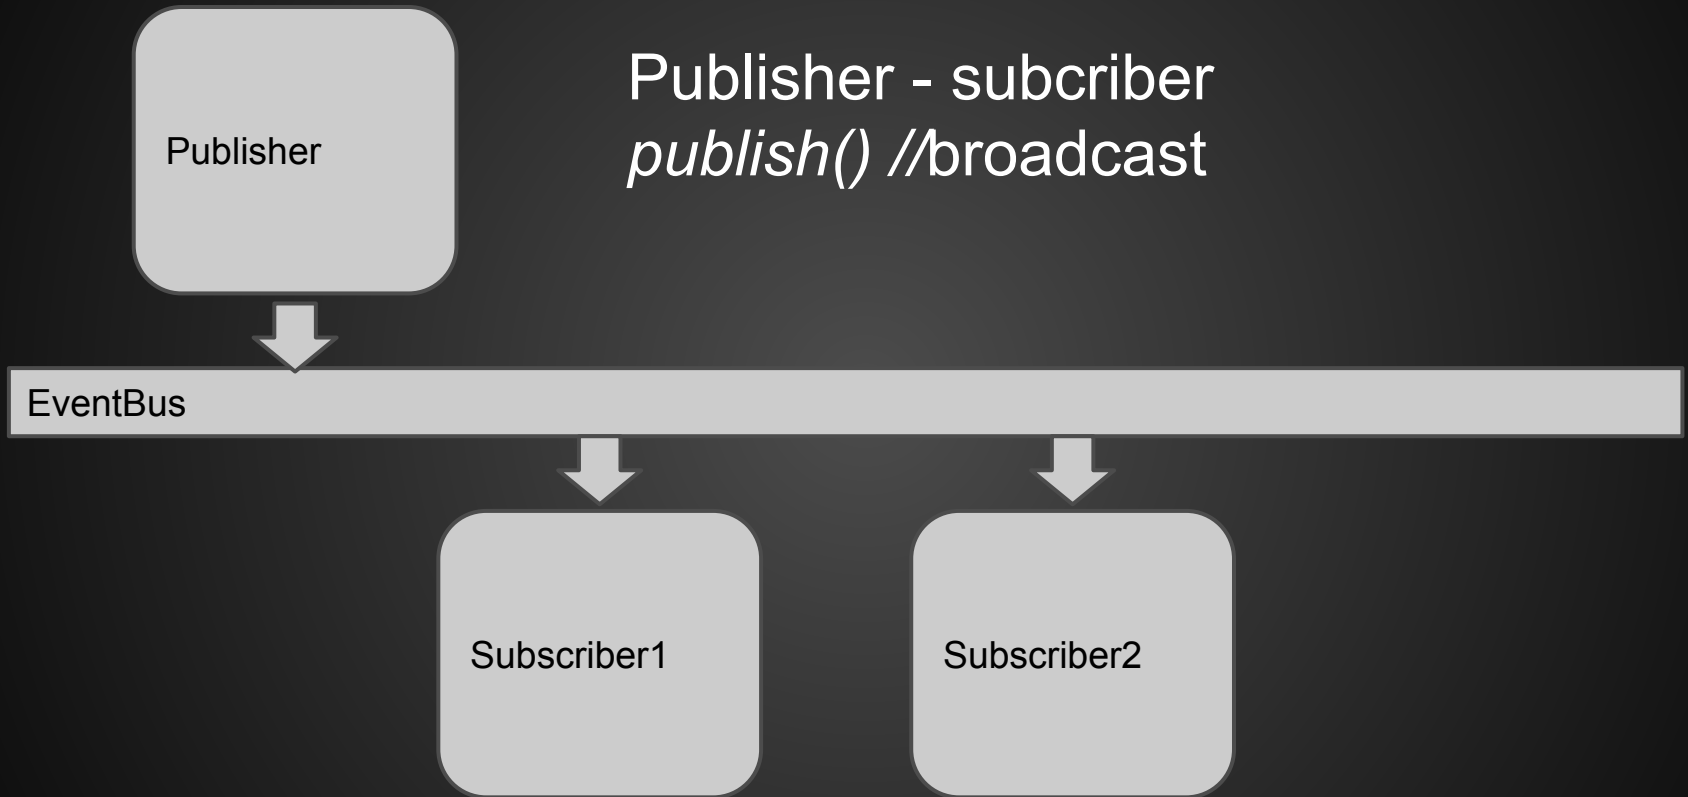 Publisher - subcriber
publish() //broadcast
Publisher
EventBus
Subscriber1
Subscriber2